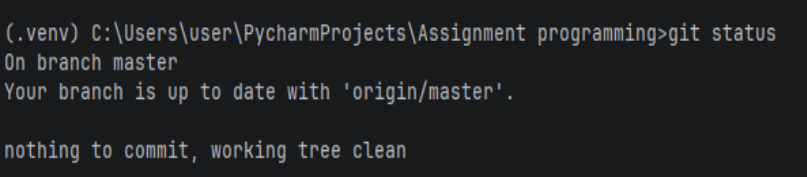 (.venv) C:\Users\user\PycharmProjects\Assignment programming>git status
On branch master
Your branch is up to date with 'origin/master'.
nothing to commit, working tree clean